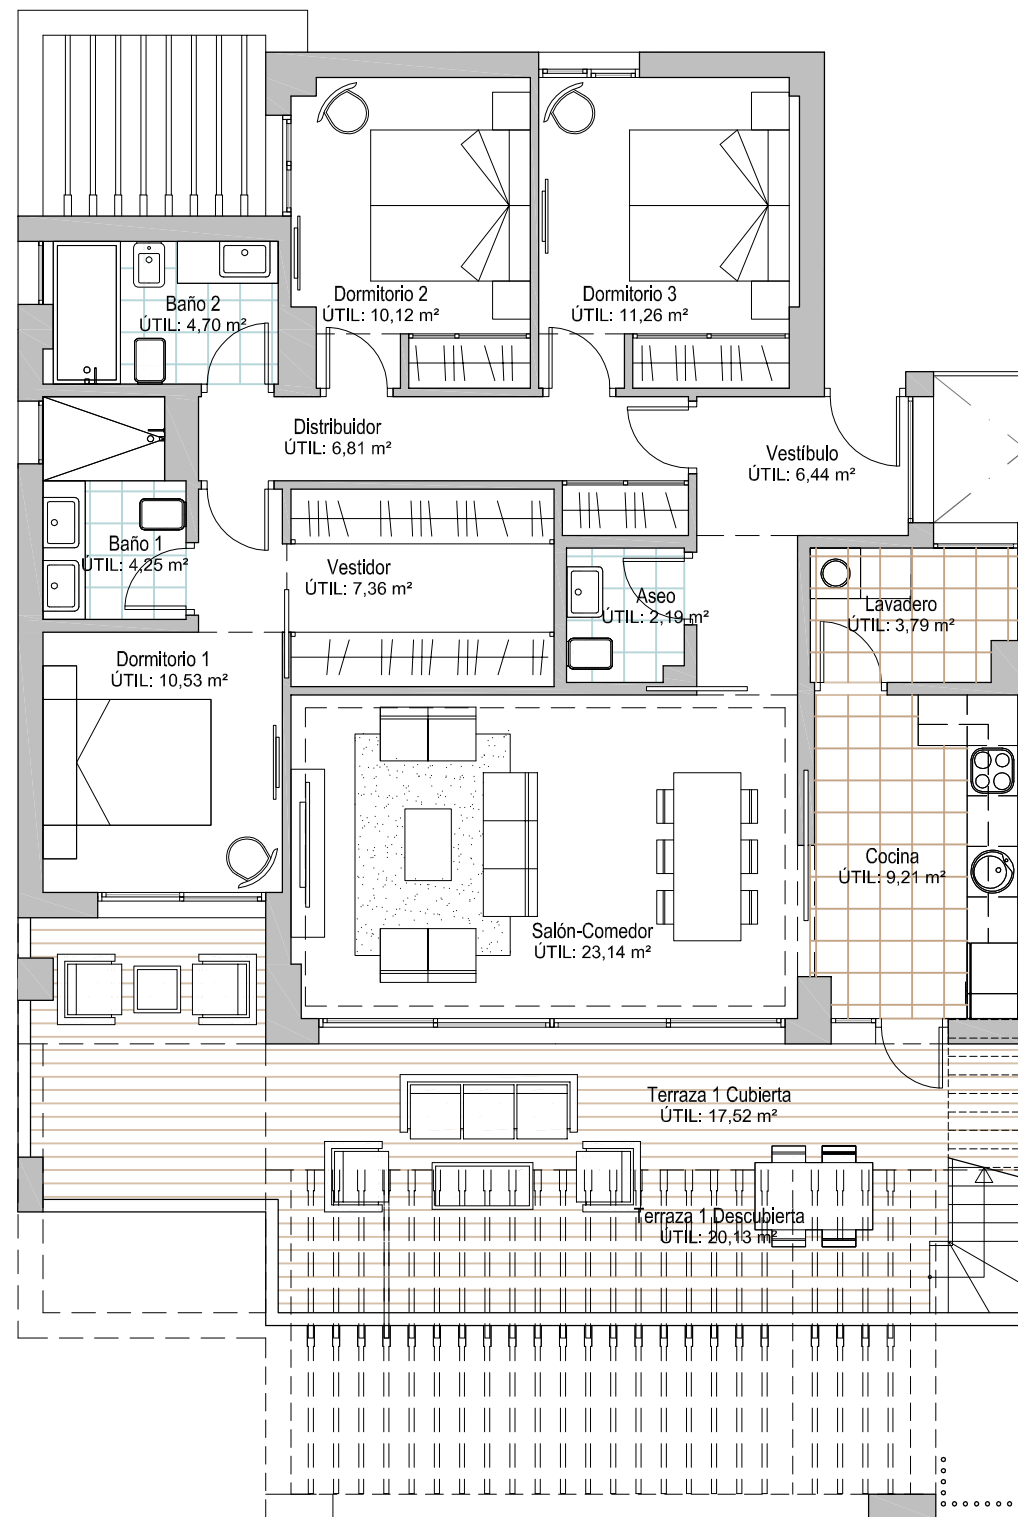 Dormitorio 2
ÚTIL: 10,12 m²
Dormitorio 3
ÚTIL: 11,26 m²
Baño 2
ÚTIL: 4,70 m²
Distribuidor
ÚTIL: 6,81 m²
Vestíbulo
ÚTIL: 6,44 m²
Baño 1
ÚTIL: 4,25 m²
Vestidor
ÚTIL: 7,36 m²
Aseo
ÚTIL: 2,19 m²
Lavadero
ÚTIL: 3,79 m²
Dormitorio 1
ÚTIL: 10,53 m²
Cocina
ÚTIL: 9,21 m²
Salón-Comedor
ÚTIL: 23,14 m²
Terraza 1 Cubierta
ÚTIL: 17,52 m²
Terraza 1 Descubierta
ÚTIL: 20,13 m²